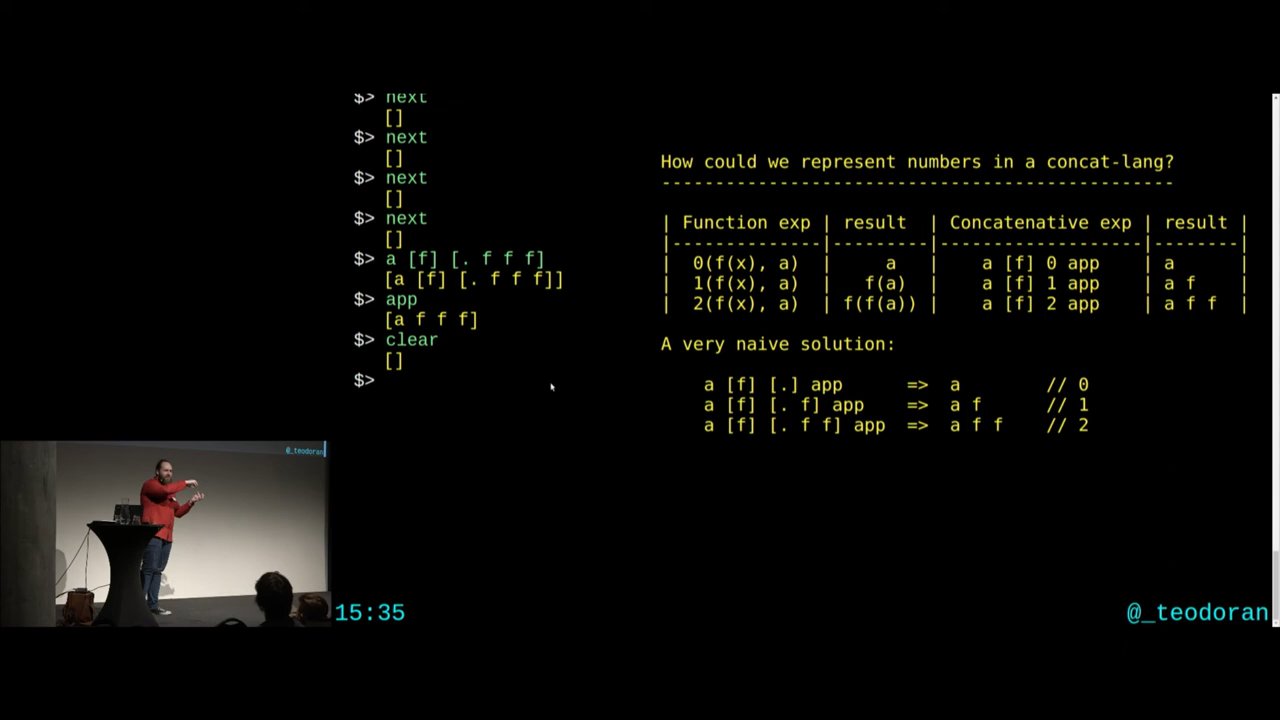 $> next
[]
$> next
[]
$> next
[]
$> next
[]
$> a [f] [. f f f]
[a [f] [. f f f]]
$> app
[a f f f]
$> clear
[]
$>
How could we represent numbers in a concat-lang?
------------------------------------------------
| Function exp | result | Concatenative exp | result |
|--------------|---------|-------------------|--------|
| 0(f(x), a) | a | a [f] 0 app | a |
| 1(f(x), a) | f(a) | a [f] 1 app | a f |
| 2(f(x), a) | f(f(a)) | a [f] 2 app | a f f |
A very naive solution:
a [f] [.] app => a // 0
a [f] [. f] app => a f // 1
a [f] [. f f] app => a f f // 2
@_teodoran
15:35
@_teodoran